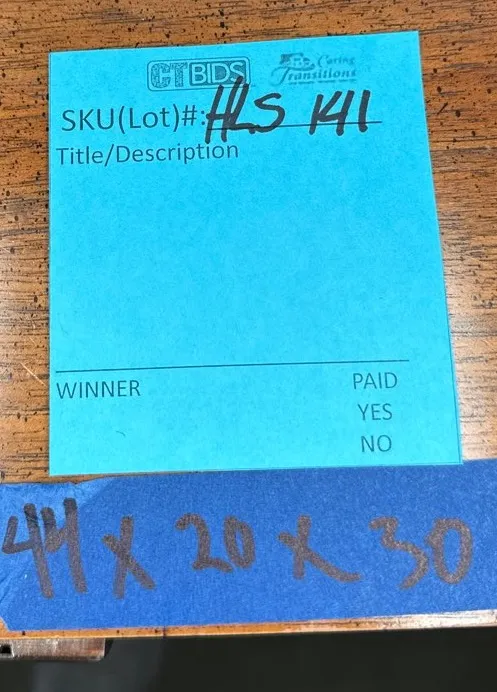 CTBIDS
Caring
Transitions
SKU(Lot)#: HLS 141
Title/Description
WINNER PAID
YES
NO
44 X 20 X 30